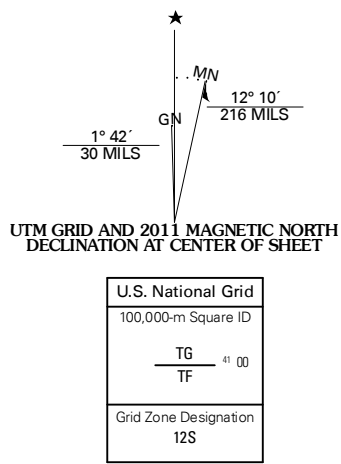 MN
GN
12° 10´
216 MILS
1° 42´
30 MILS
UTM GRID AND 2011 MAGNETIC NORTH
DECLINATION AT CENTER OF SHEET
U.S. National Grid
100,000-m Square ID
TG
41 00
TF
Grid Zone Designation
12S